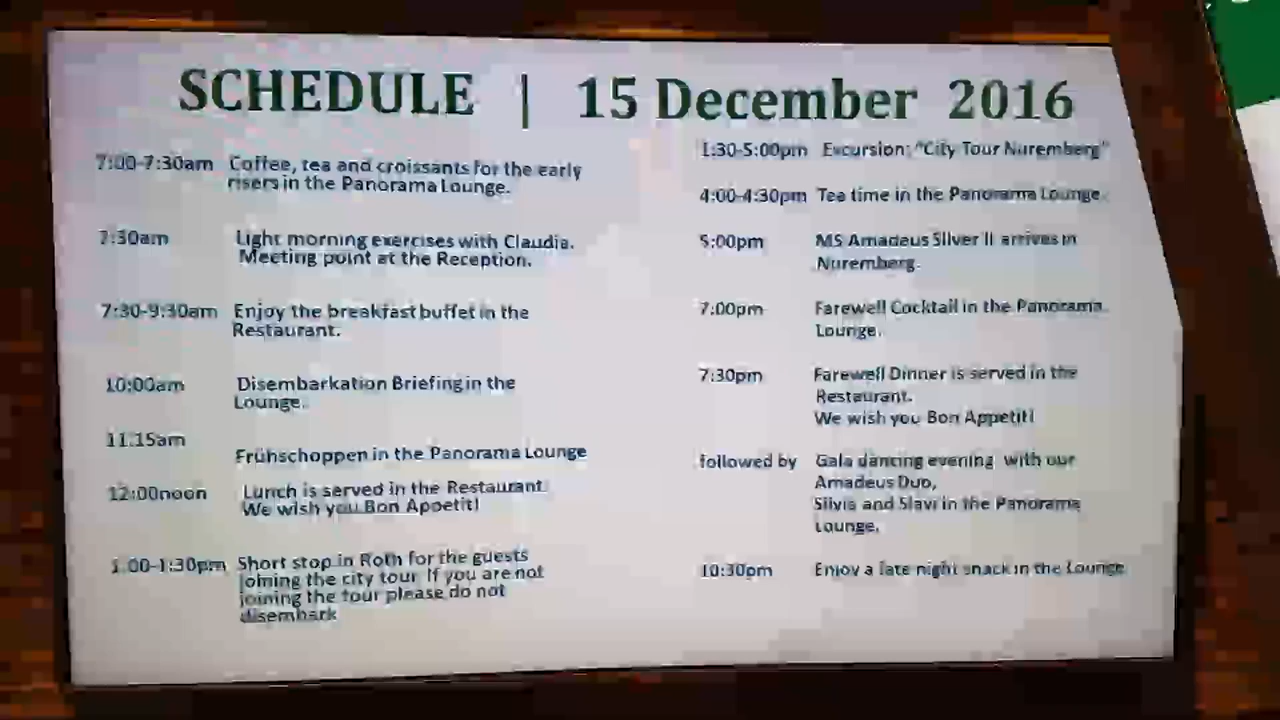 SCHEDULE | 15 December 2016
7:00-7:30am Coffee, tea and croissants for the early
risers in the Panorama Lounge.
7:30am Light morning exercises with Claudia.
Meeting point at the Reception.
7:30-9:30am Enjoy the breakfast buffet in the
Restaurant.
10:00am Disembarkation Briefing in the
Lounge.
11.15am
Frühschoppen in the Panorama Lounge
12:00noon Lunch is served in the Restaurant.
We wish you Bon Appetit!
1.00-1:30pm Short stop in Roth for the guests
joining the city tour. If you are not
joining the tour please do not
disembark
1:30-5:00pm Excursion: "City Tour Nuremberg"
4:00-4:30pm Tea time in the Panorama Lounge.
5:00pm MS Amadeus Silver II arrives in
Nuremberg.
7:00pm Farewell Cocktail in the Panorama
Lounge.
7:30pm Farewell Dinner is served in the
Restaurant.
We wish you Bon Appetit!
followed by Gala dancing evening with our
Amadeus Duo,
Silvia and Slavi in the Panorama
Lounge.
10:30pm Enjoy a late night snack in the Lounge